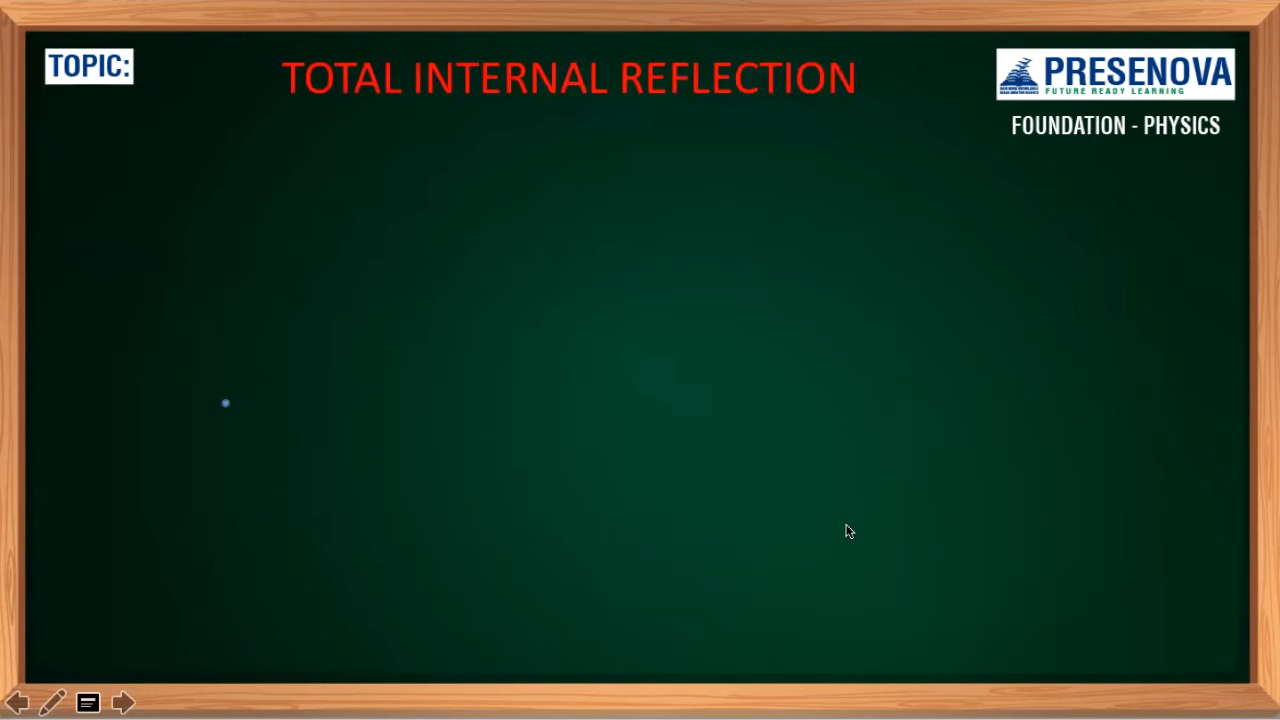 TOPIC:
TOTAL INTERNAL REFLECTION
PRESENOVA
FUTURE READY LEARNING
FOUNDATION - PHYSICS